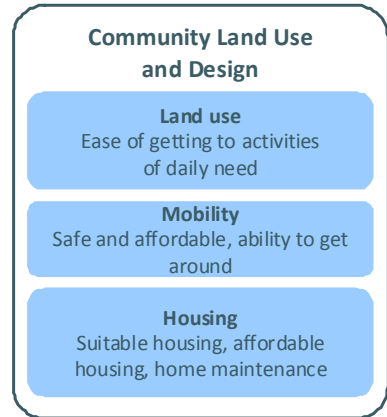 Community Land Use
and Design
Land use
Ease of getting to activities
of daily need
Mobility
Safe and affordable, ability to get
around
Housing
Suitable housing, affordable
housing, home maintenance